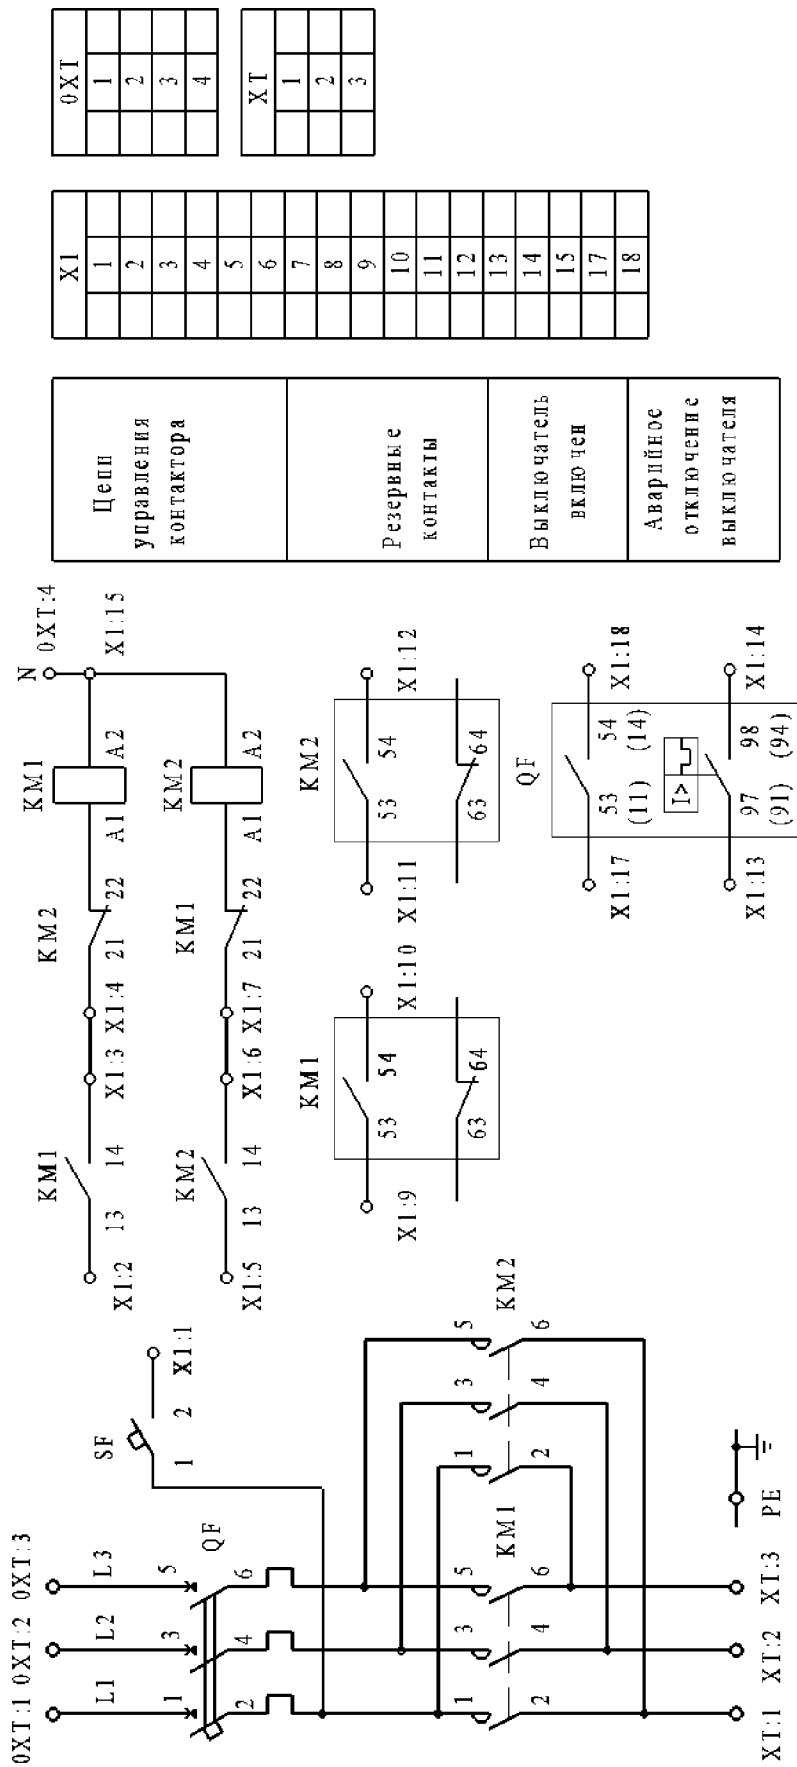 0XT:1 0XT:2 0XT:3
L1 L2 L3
1 3 5
QF
2 4 6
SF
1 2
X1:1
1 3 5
KM1
2 4 6
1 3 5
KM2
2 4 6
XT:1 XT:2 XT:3 PE
N 0XT:4
X1:15
KM1
13 14
X1:2
X1:3 X1:4
KM2
21 22
KM1
A1 A2
KM2
13 14
X1:5
X1:6 X1:7
KM1
21 22
KM2
A1 A2
KM1
53 54
X1:9 X1:10
63 64
KM2
53 54
X1:11 X1:12
63 64
QF
53 54
(11) (14)
X1:17 X1:18
I>
97 98
(91) (94)
X1:13 X1:14
Цепи
управления
контактора
Резервные
контакты
Выключатель
включен
Аварийное
отключение
выключателя
X1
1
2
3
4
5
6
7
8
9
10
11
12
13
14
15
17
18
0XT
1
2
3
4
XT
1
2
3